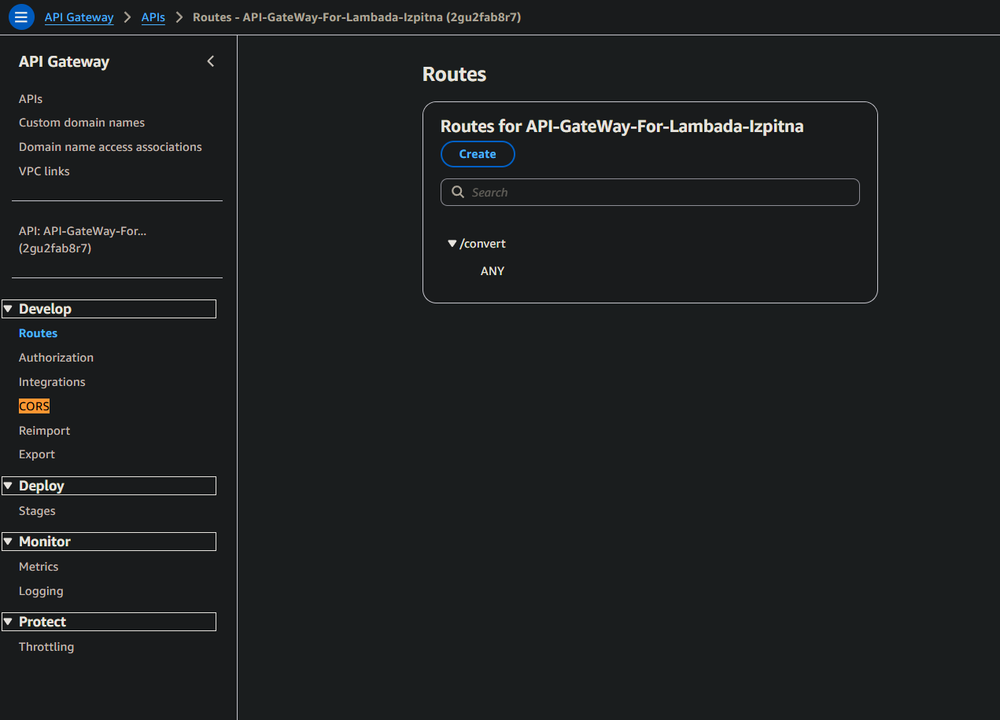 API Gateway > APIs > Routes - API-GateWay-For-Lambada-Izpitna (2gu2fab8r7)
API Gateway
APIs
Custom domain names
Domain name access associations
VPC links
API: API-GateWay-For...
(2gu2fab8r7)
Develop
Routes
Authorization
Integrations
CORS
Reimport
Export
Deploy
Stages
Monitor
Metrics
Logging
Protect
Throttling
Routes
Routes for API-GateWay-For-Lambada-Izpitna
Create
Search
/convert
ANY